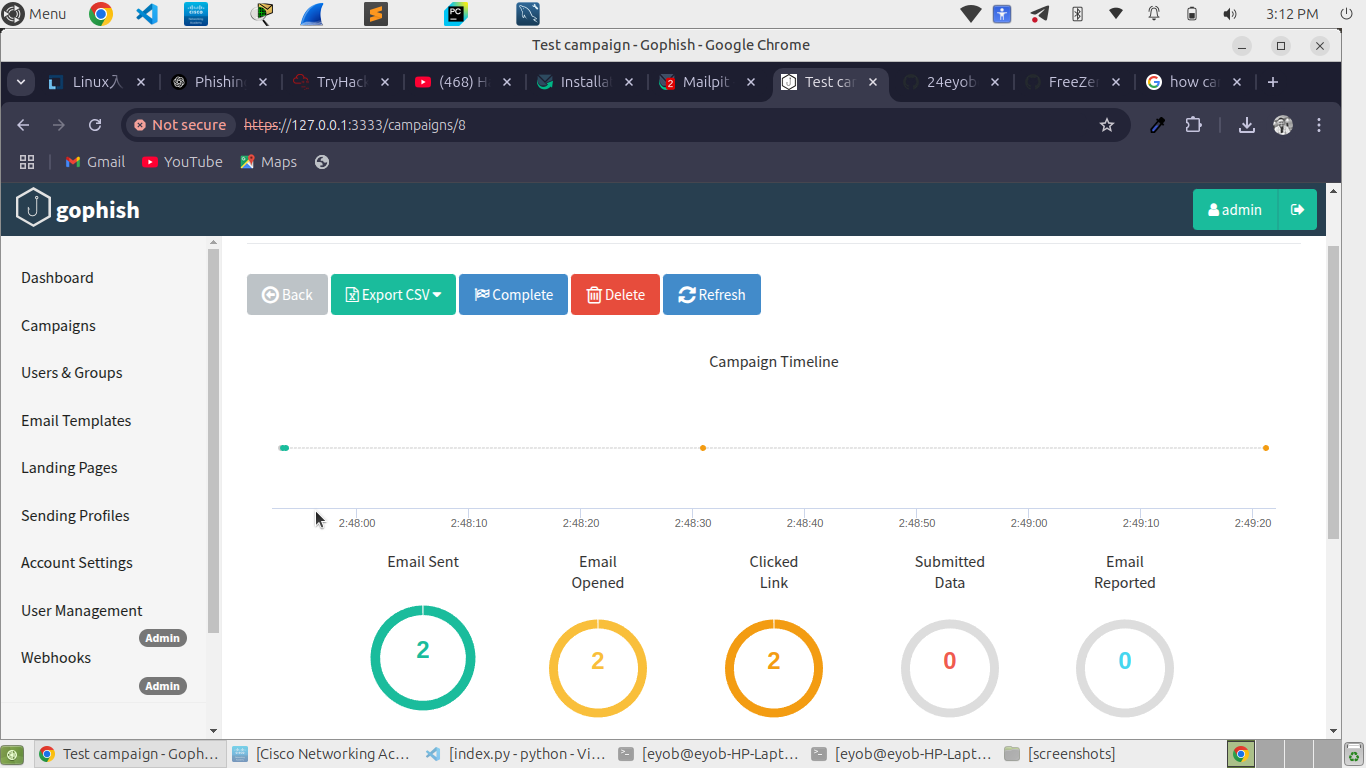 Menu
3:12 PM
Test campaign - Gophish - Google Chrome
Linux入
Phishing
TryHack
(468) H
Installat
Mailpit
Test car
24eyob
FreeZer
how car
Not secure
https://127.0.0.1:3333/campaigns/8
Gmail
YouTube
Maps
gophish
admin
Dashboard
Campaigns
Users & Groups
Email Templates
Landing Pages
Sending Profiles
Account Settings
User Management
Admin
Webhooks
Admin
Back
Export CSV
Complete
Delete
Refresh
Campaign Timeline
2:48:00
2:48:10
2:48:20
2:48:30
2:48:40
2:48:50
2:49:00
2:49:10
2:49:20
Email Sent
Email
Opened
Clicked
Link
Submitted
Data
Email
Reported
2
2
2
0
0
Test campaign - Goph...
[Cisco Networking Ac...
[index.py - python - Vi...
[eyob@eyob-HP-Lapt...
[eyob@eyob-HP-Lapt...
[screenshots]